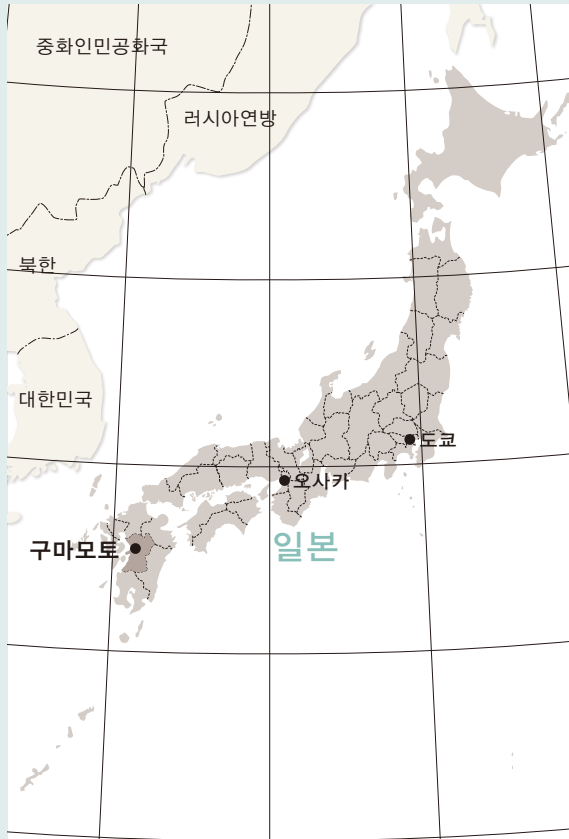 중화인민공화국
러시아연방
북한
대한민국
도쿄
오사카
구마모토
일본